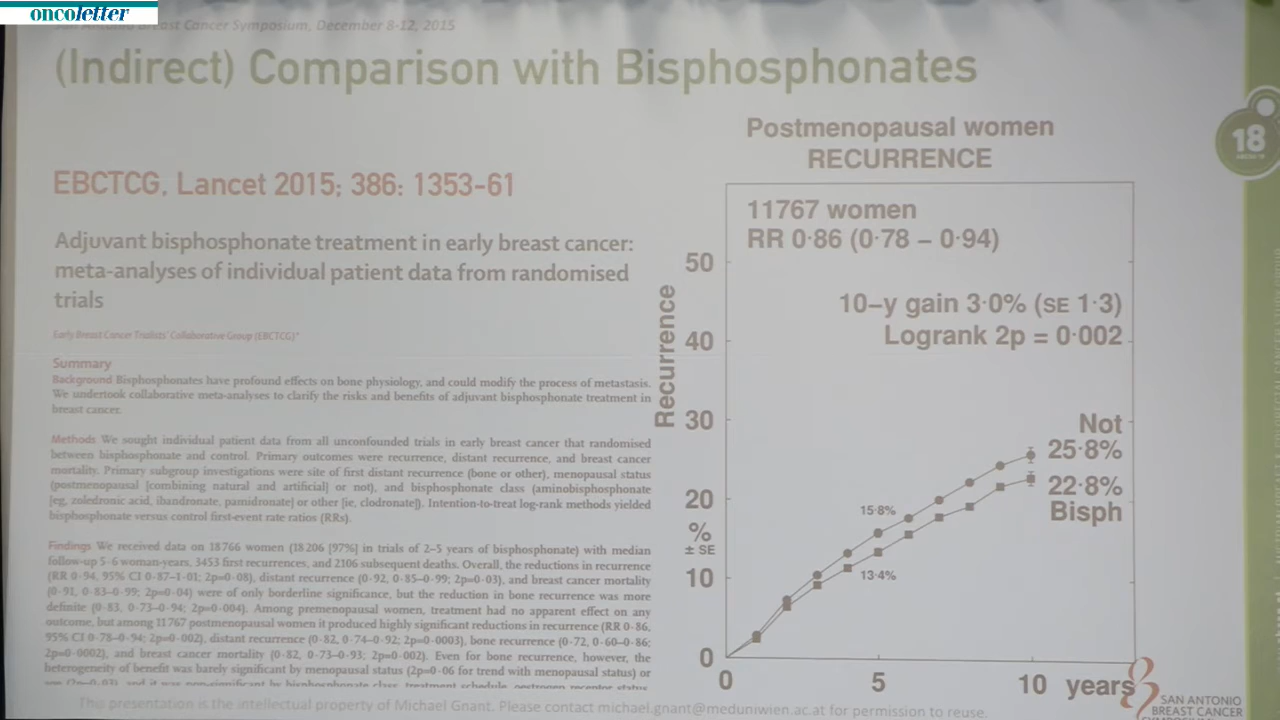 oncoletter
San Antonio Breast Cancer Symposium, December 8-12, 2015
(Indirect) Comparison with Bisphosphonates
18
EBCTCG, Lancet 2015; 386: 1353-61
Adjuvant bisphosphonate treatment in early breast cancer:
meta-analyses of individual patient data from randomised
trials
Early Breast Cancer Trialists' Collaborative Group (EBCTCG)*
Summary
Background Bisphosphonates have profound effects on bone physiology, and could modify the process of metastasis.
We undertook collaborative meta-analyses to clarify the risks and benefits of adjuvant bisphosphonate treatment in
breast cancer.
Methods We sought individual patient data from all unconfounded trials in early breast cancer that randomised
between bisphosphonate and control. Primary outcomes were recurrence, distant recurrence, and breast cancer
mortality. Primary subgroup investigations were site of first distant recurrence (bone or other), menopausal status
(postmenopausal [combining natural and artificial] or not), and bisphosphonate class (aminobisphosphonate
[eg, zoledronic acid, ibandronate, pamidronate] or other [ie, clodronate]). Intention-to-treat log-rank methods yielded
bisphosphonate versus control first-event rate ratios (RRs).
Findings We received data on 18766 women (18206 [97%] in trials of 2–5 years of bisphosphonate) with median
follow-up 5·6 woman-years, 3453 first recurrences, and 2106 subsequent deaths. Overall, the reductions in recurrence
(RR 0·94, 95% CI 0·87–1·01; 2p=0·08), distant recurrence (0·92, 0·85–0·99; 2p=0·03), and breast cancer mortality
(0·91, 0·83–0·99; 2p=0·04) were of only borderline significance, but the reduction in bone recurrence was more
definite (0·83, 0·73–0·94; 2p=0·004). Among premenopausal women, treatment had no apparent effect on any
outcome, but among 11767 postmenopausal women it produced highly significant reductions in recurrence (RR 0·86,
95% CI 0·78–0·94; 2p=0·002), distant recurrence (0·82, 0·74–0·92; 2p=0·0003), bone recurrence (0·72, 0·60–0·86;
2p=0·0002), and breast cancer mortality (0·82, 0·73–0·93; 2p=0·002). Even for bone recurrence, however, the
heterogeneity of benefit was barely significant by menopausal status (2p=0·06 for trend with menopausal status) or
age (2p=0·03), and it was non-significant by bisphosphonate class, treatment schedule, oestrogen receptor status,
Postmenopausal women
RECURRENCE
11767 women
RR 0·86 (0·78 – 0·94)
10–y gain 3·0% (SE 1·3)
Logrank 2p = 0·002
Recurrence
%
± SE
50
40
30
20
10
0
Not
25·8%
22·8%
Bisph
15·8%
13·4%
0 5 10 years
This presentation is the intellectual property of Michael Gnant. Please contact michael.gnant@meduniwien.ac.at for permission to reuse.
SAN ANTONIO
BREAST CANCER